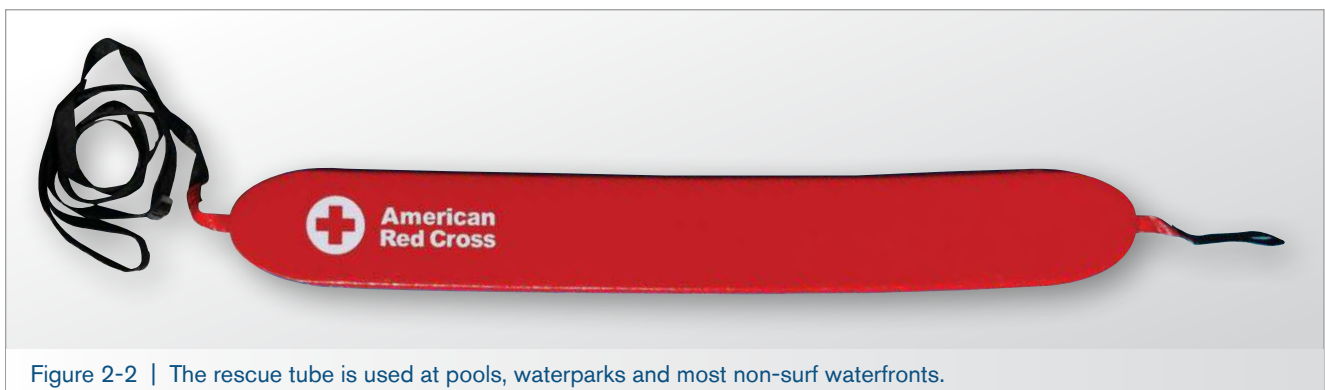 American
Red Cross
Figure 2-2 | The rescue tube is used at pools, waterparks and most non-surf waterfronts.